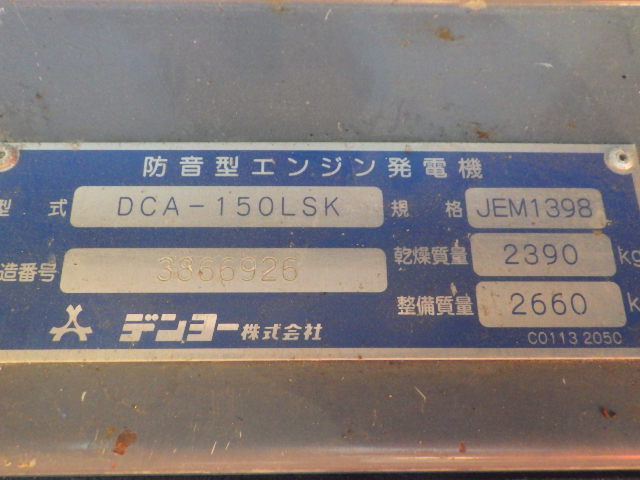 防音型エンジン発電機
型式 DCA-150LSK 規格 JEM1398
造番号 3866926 乾燥質量 2390 kg
整備質量 2660 k
デンヨー株式会社
C0113 2050